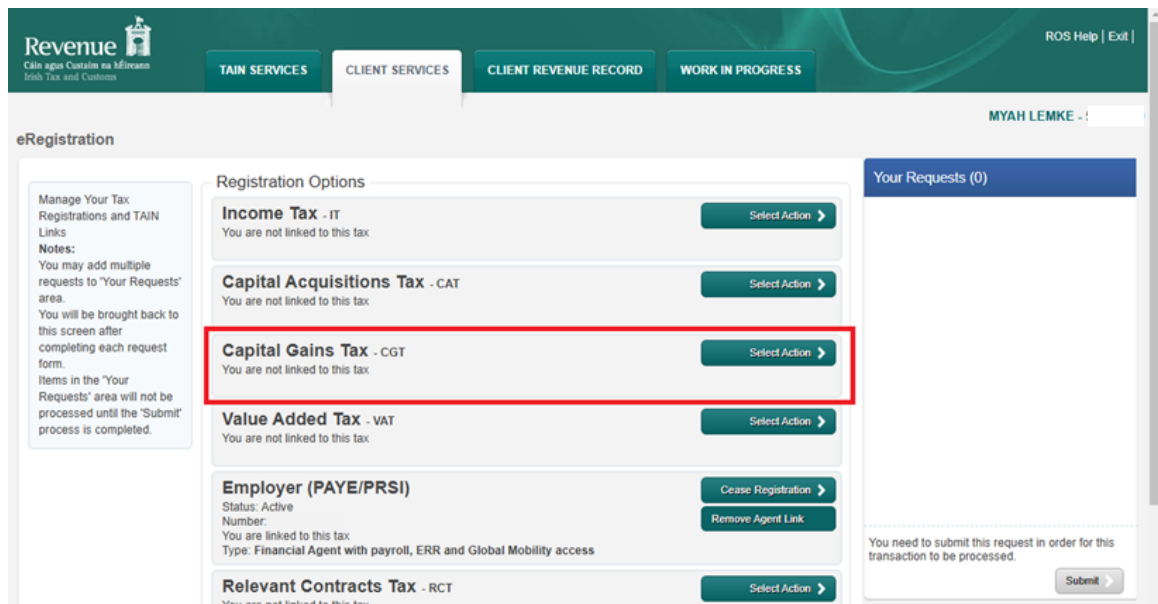 Revenue
Cáin agus Custaim na hÉireann
Irish Tax and Customs
ROS Help | Exit |
TAIN SERVICES
CLIENT SERVICES
CLIENT REVENUE RECORD
WORK IN PROGRESS
MYAH LEMKE -
eRegistration
Manage Your Tax
Registrations and TAIN
Links
Notes:
You may add multiple
requests to 'Your Requests'
area.
You will be brought back to
this screen after
completing each request
form.
Items in the 'Your
Requests' area will not be
processed until the 'Submit'
process is completed.
Registration Options
Income Tax - IT
Select Action
You are not linked to this tax
Capital Acquisitions Tax - CAT
Select Action
You are not linked to this tax
Capital Gains Tax - CGT
Select Action
You are not linked to this tax
Value Added Tax - VAT
Select Action
You are not linked to this tax
Employer (PAYE/PRSI)
Cease Registration
Status: Active
Number:
Remove Agent Link
You are linked to this tax
Type: Financial Agent with payroll, ERR and Global Mobility access
Relevant Contracts Tax - RCT
Select Action
You are not linked to this tax
Your Requests (0)
You need to submit this request in order for this
transaction to be processed.
Submit